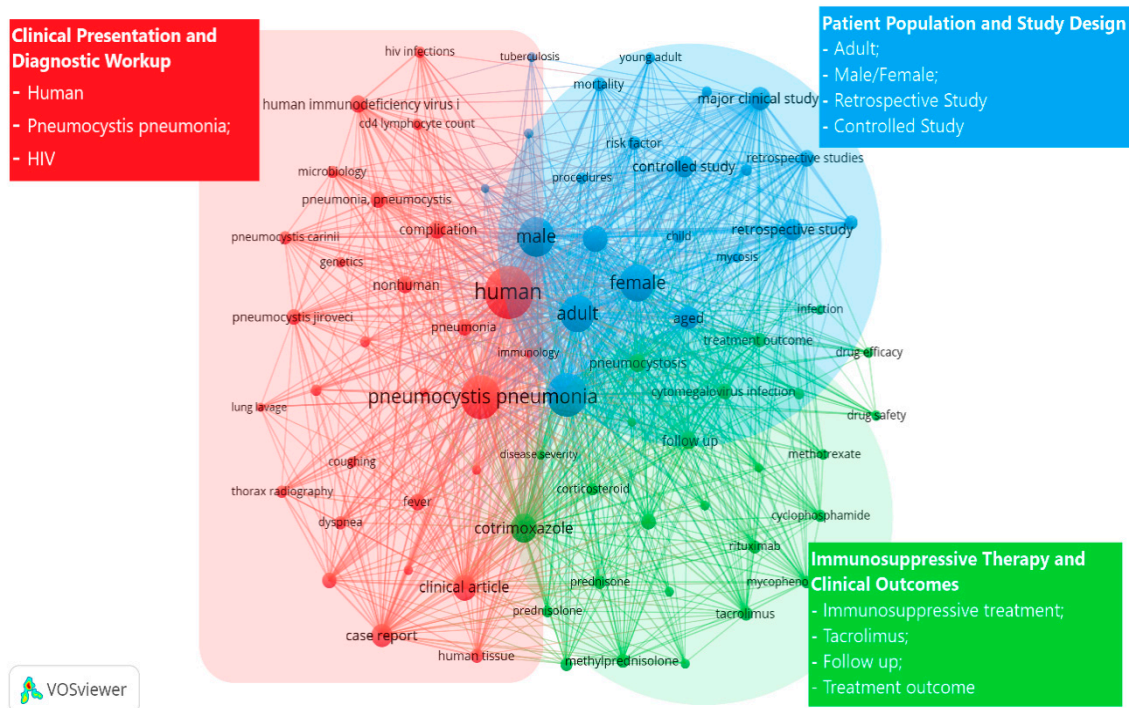 Clinical Presentation and
Diagnostic Workup
- Human
- Pneumocystis pneumonia;
- HIV
Patient Population and Study Design
- Adult;
- Male/Female;
- Retrospective Study
- Controlled Study
hiv infections
tuberculosis
young adult
mortality
human immunodeficiency virus i
major clinical study
cd4 lymphocyte count
risk factor
controlled study
retrospective studies
microbiology
procedures
pneumonia, pneumocystis
complication
male
child
retrospective study
pneumocystis carinii
genetics
mycosis
nonhuman
human
female
adult
aged
infection
pneumocystis jiroveci
pneumonia
immunology
treatment outcome
drug efficacy
pneumocystosis
pneumocystis pneumonia
cytomegalovirus infection
lung lavage
drug safety
follow up
disease severity
methotrexate
coughing
thorax radiography
corticosteroid
fever
dyspnea
cotrimoxazole
cyclophosphamide
rituximab
clinical article
prednisone
mycopheno
prednisolone
tacrolimus
case report
human tissue
methylprednisolone
Immunosuppressive Therapy and
Clinical Outcomes
- Immunosuppressive treatment;
- Tacrolimus;
- Follow up;
- Treatment outcome
VOSviewer